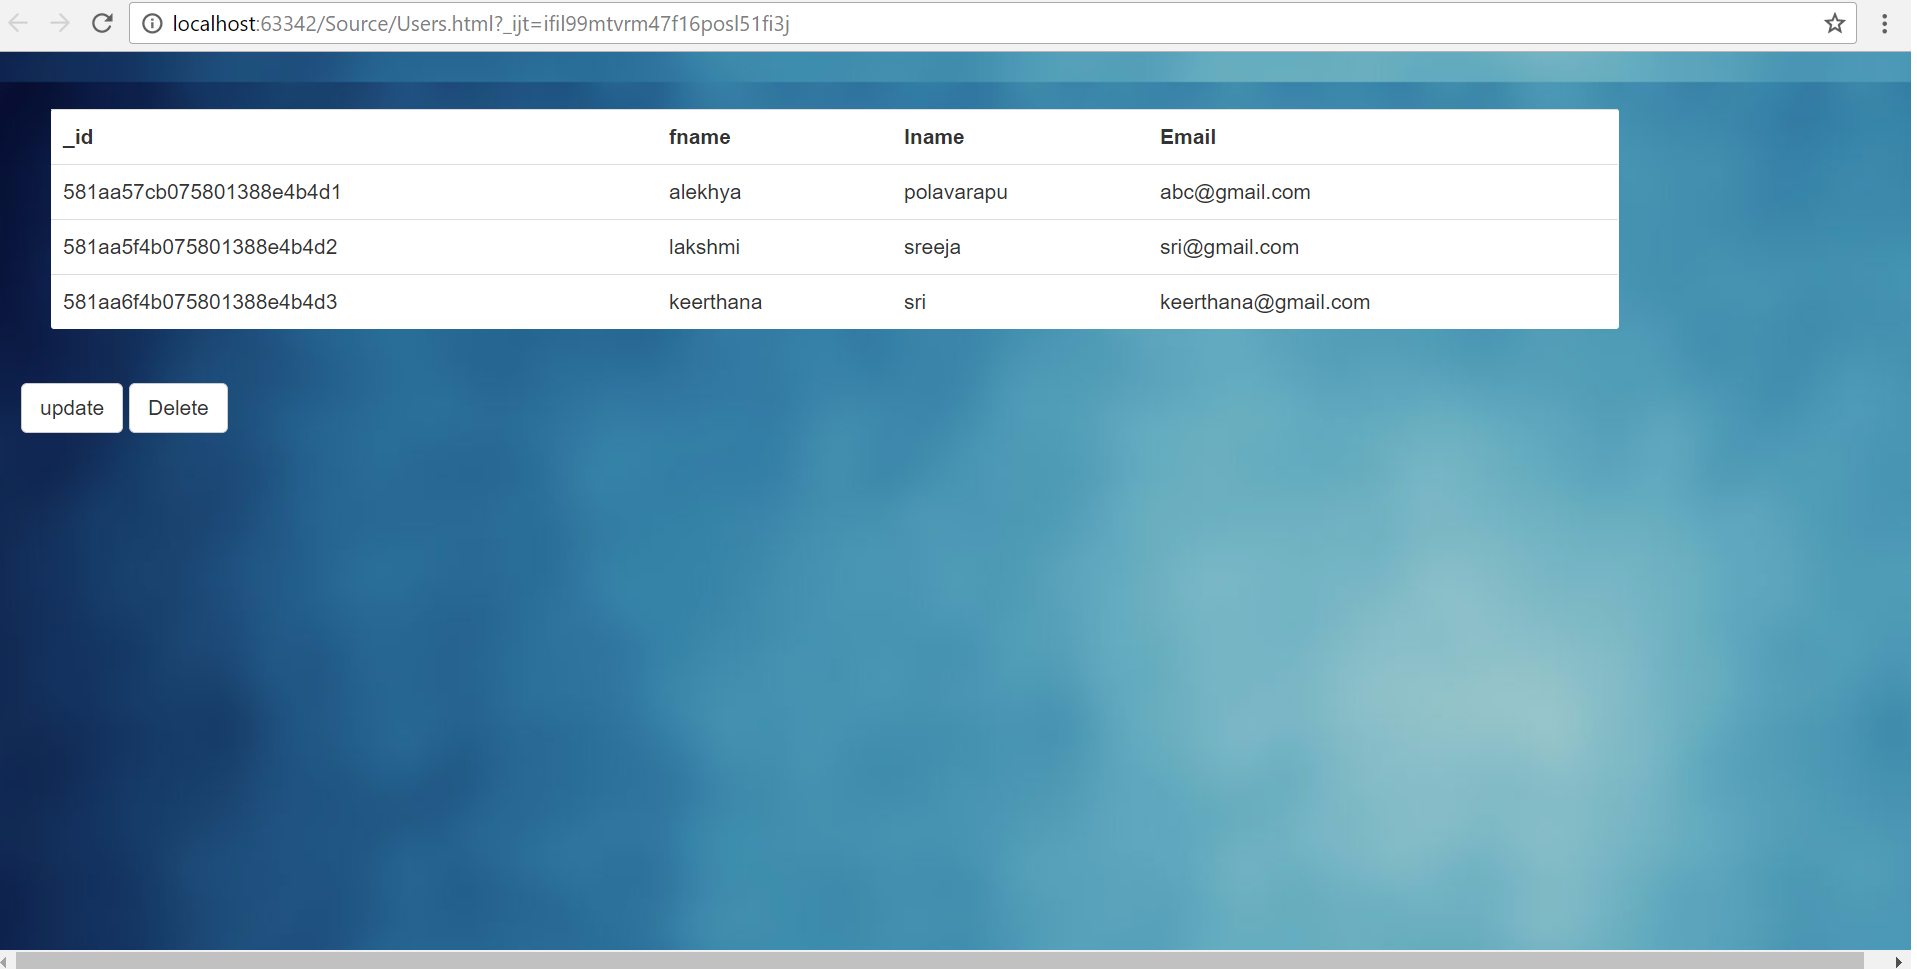 localhost:63342/Source/Users.html?_ijt=ifil99mtvrm47f16posl51fi3j
_id fname lname Email
581aa57cb075801388e4b4d1 alekhya polavarapu abc@gmail.com
581aa5f4b075801388e4b4d2 lakshmi sreeja sri@gmail.com
581aa6f4b075801388e4b4d3 keerthana sri keerthana@gmail.com
update Delete